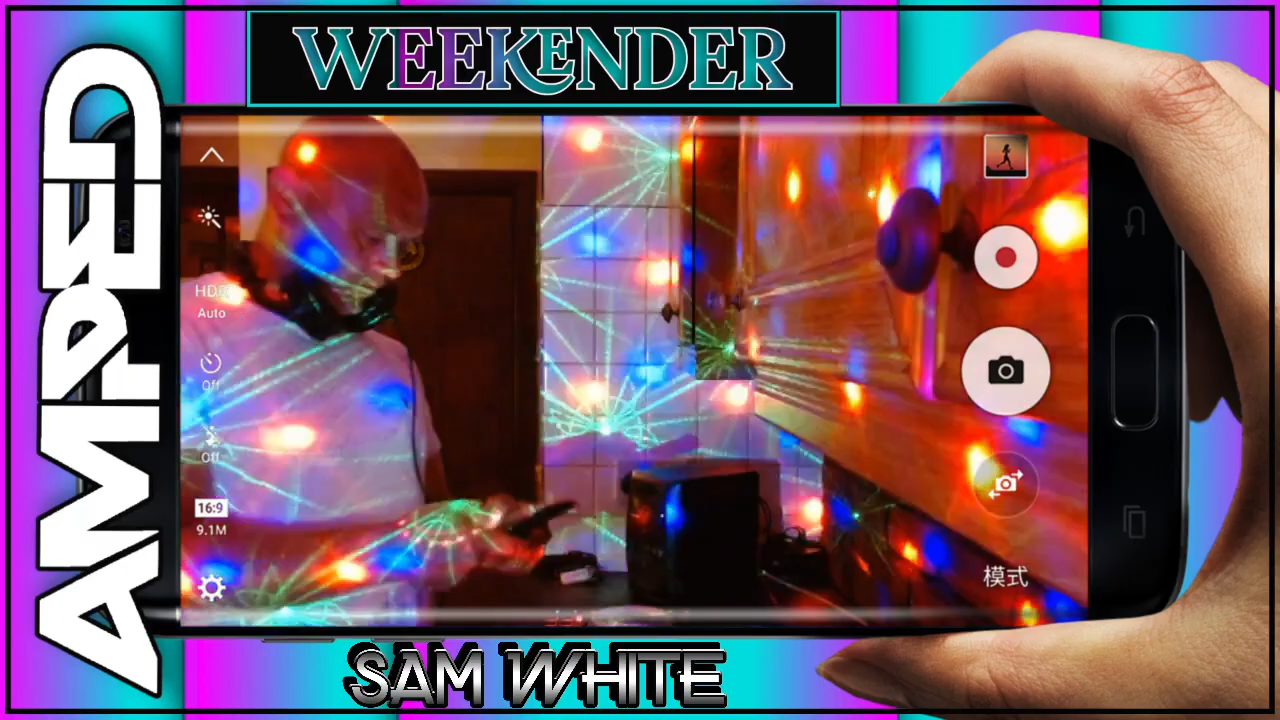 WEEKENDER
AMPED
HDR
Auto
Off
Off
16:9
9.1M
模式
SAM WHITE